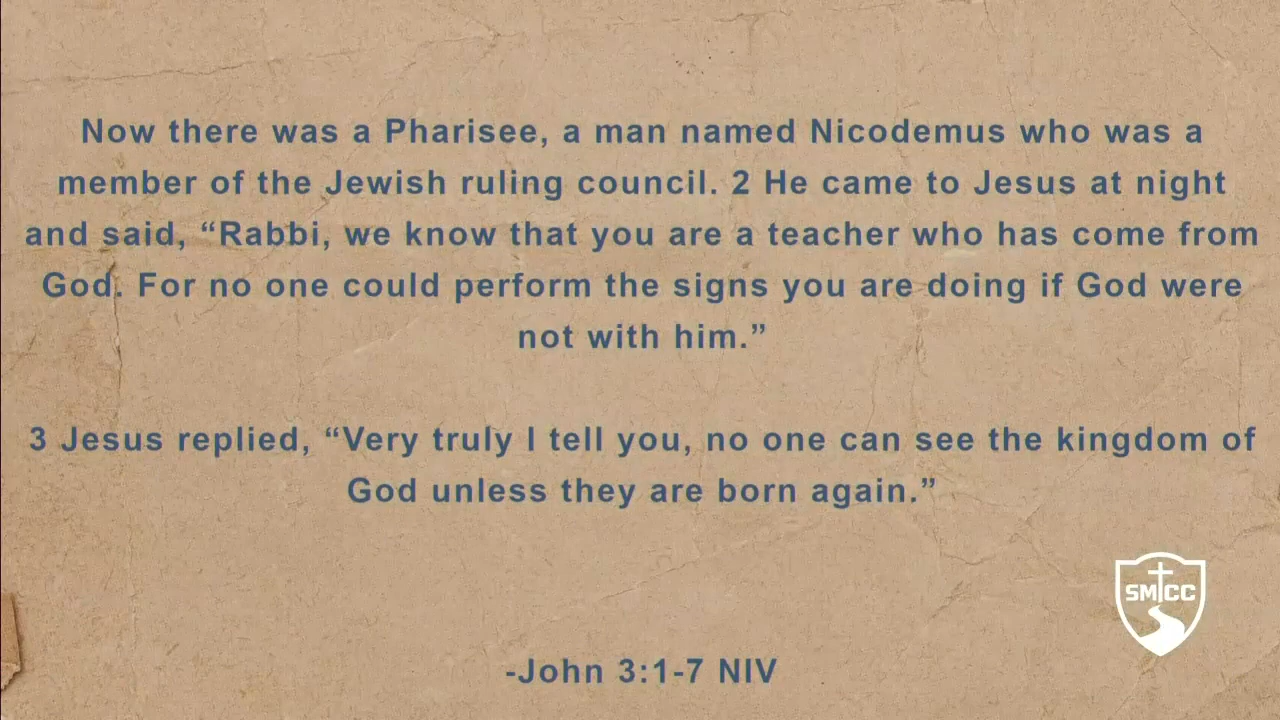 Now there was a Pharisee, a man named Nicodemus who was a
member of the Jewish ruling council. 2 He came to Jesus at night
and said, “Rabbi, we know that you are a teacher who has come from
God. For no one could perform the signs you are doing if God were
not with him.”
3 Jesus replied, “Very truly I tell you, no one can see the kingdom of
God unless they are born again.”
SMCC
-John 3:1-7 NIV